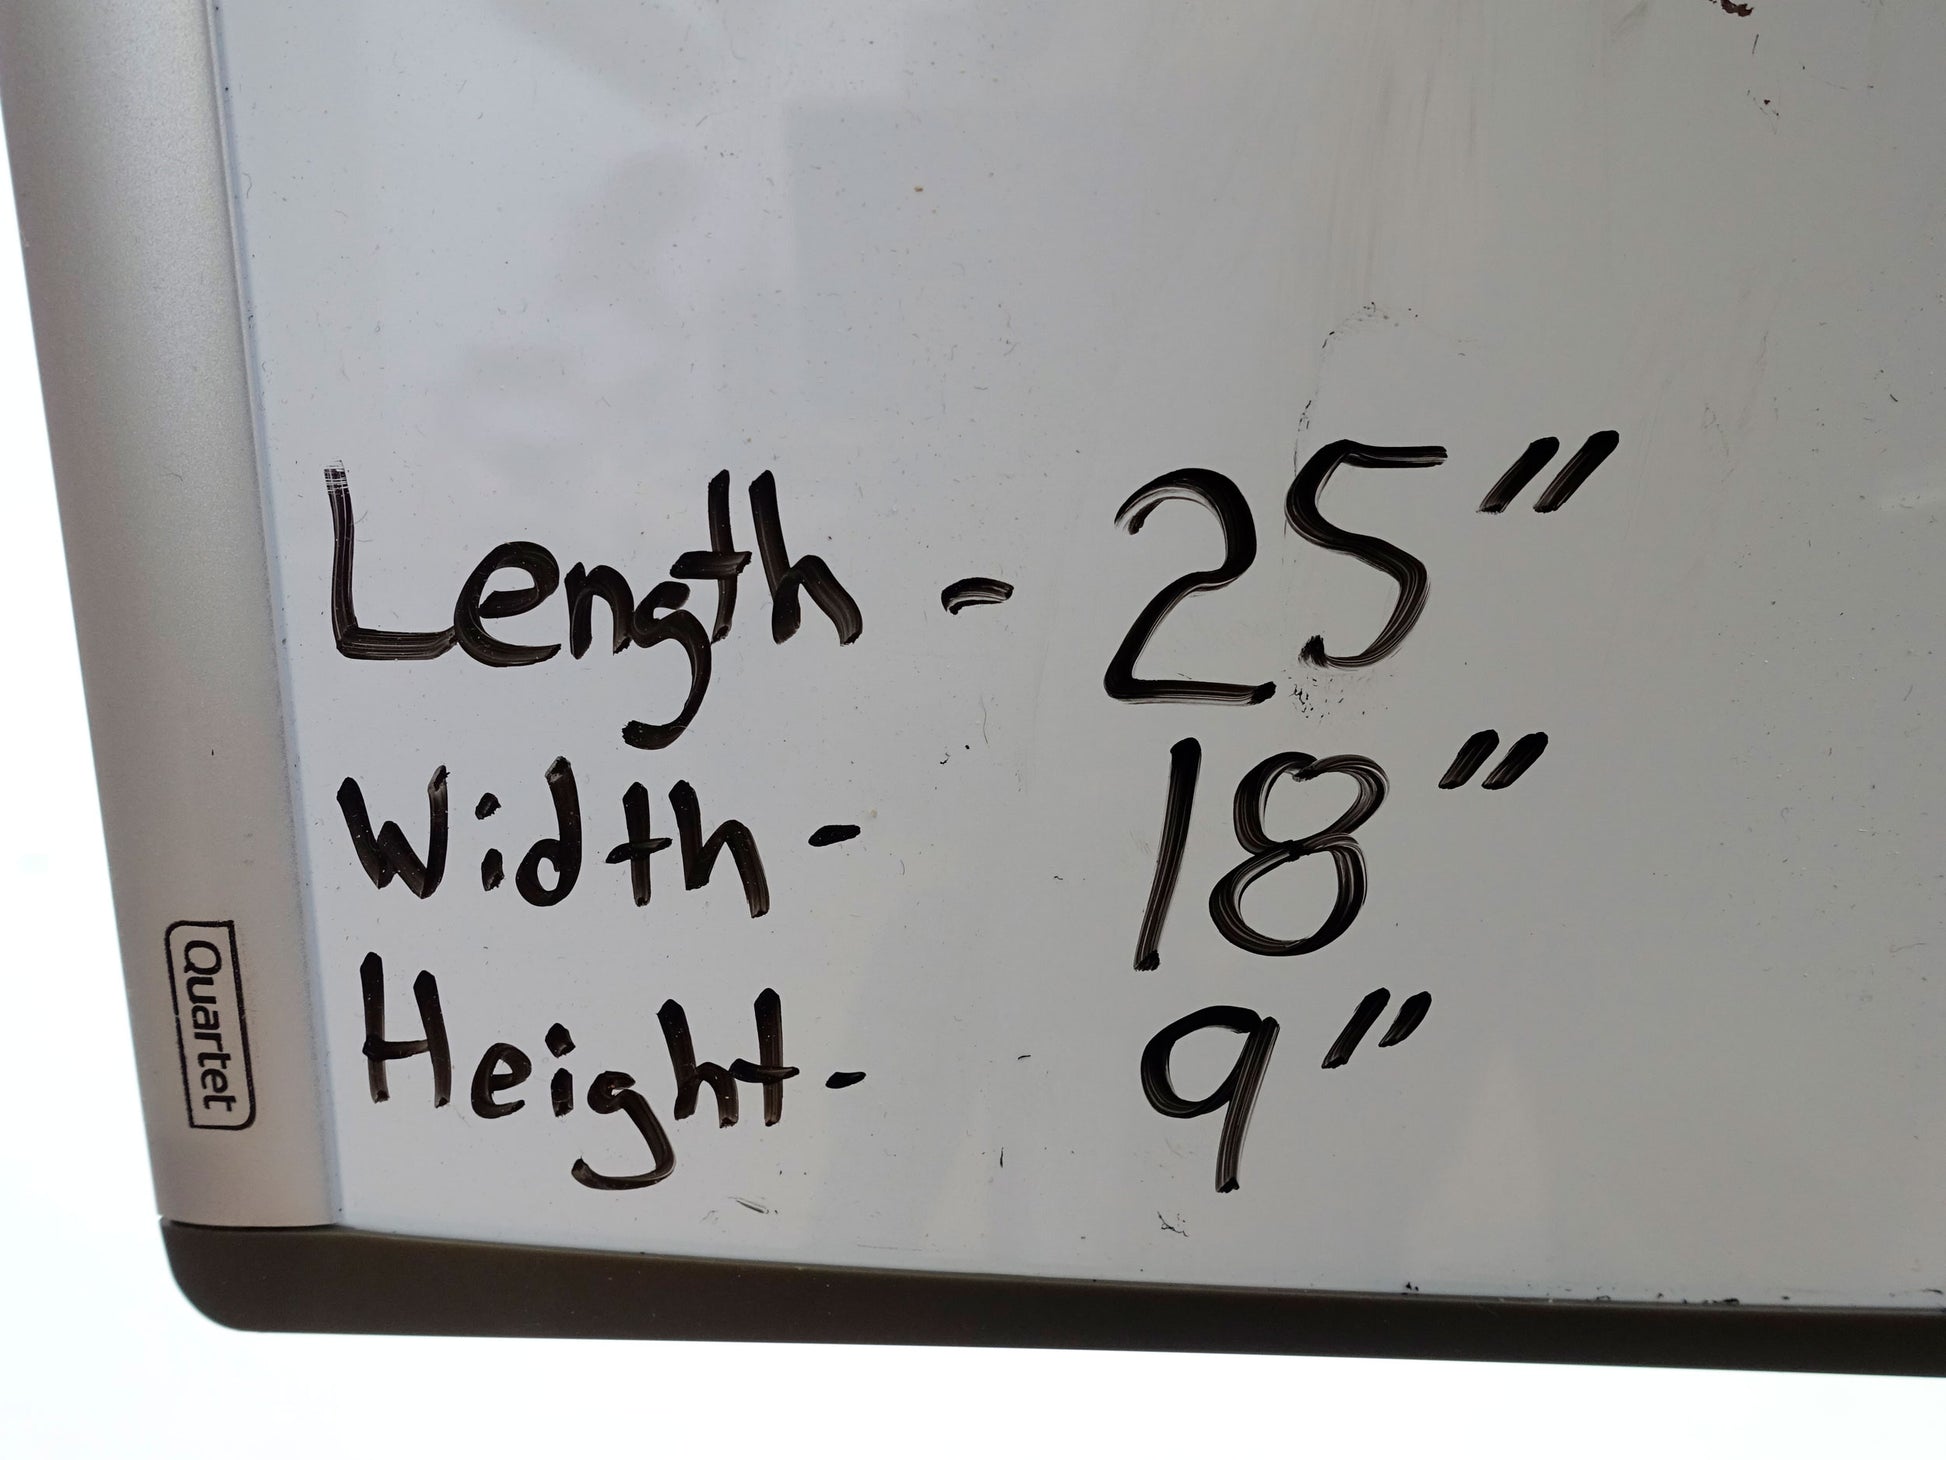 Length - 25"
Width - 18"
Height - 9"
Quartet